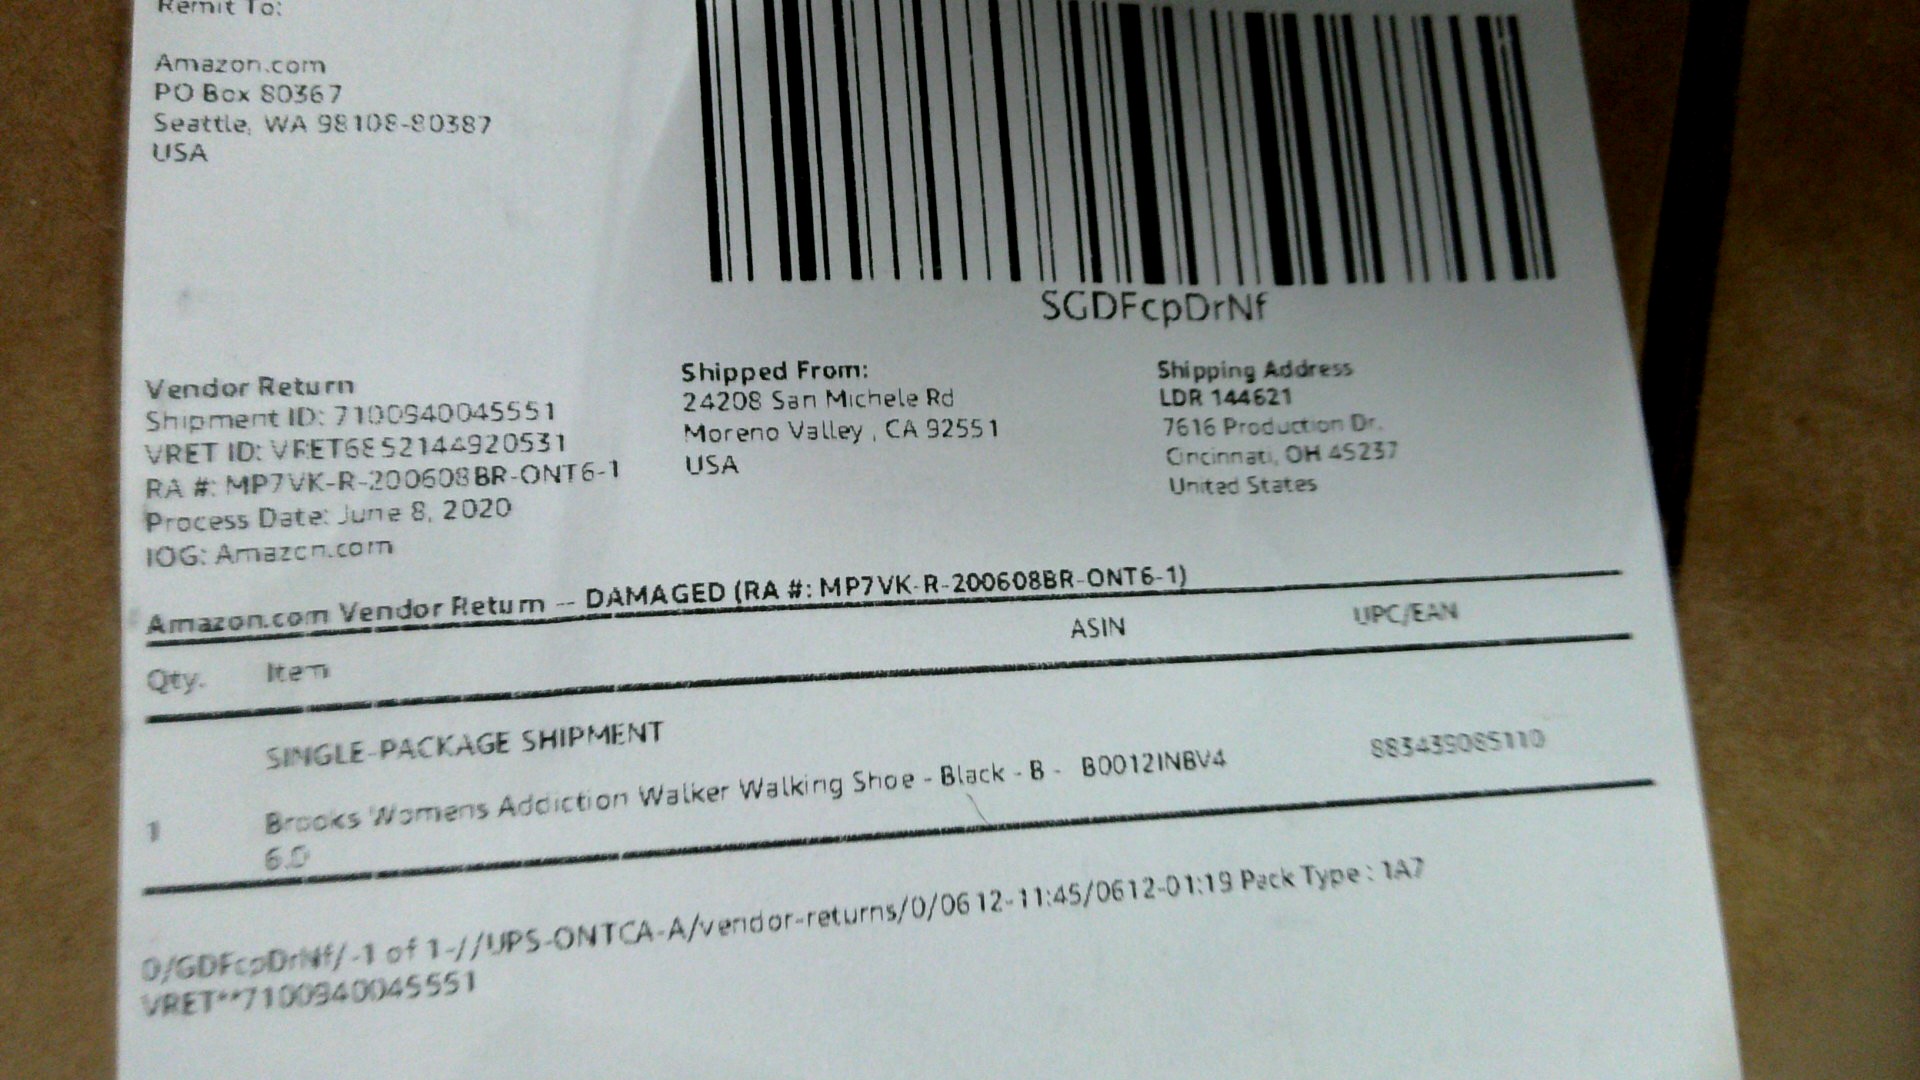 Remit To:
Amazon.com
PO Box 80367
Seattle, WA 98108-80387
USA
SGDFcpDrNf
Vendor Return
Shipment ID: 7100940045551
VRET ID: VRET6852144920531
RA #: MP7VK-R-200608BR-ONT6-1
Process Date: June 8, 2020
IOG: Amazon.com
Shipped From:
24208 San Michele Rd
Moreno Valley , CA 92551
USA
Shipping Address
LDR 144621
7616 Production Dr.
Cincinnati, OH 45237
United States
Amazon.com Vendor Return -- DAMAGED (RA #: MP7VK-R-200608BR-ONT6-1)
Qty. Item ASIN UPC/EAN
SINGLE-PACKAGE SHIPMENT
1 Brooks Womens Addiction Walker Walking Shoe - Black - B - B0012INBV4 883439085110
6.0
0/GDFcpDrNf/-1 of 1-//UPS-ONTCA-A/vendor-returns/0/0612-11:45/0612-01:19 Pack Type : 1A7
VRET**7100940045551